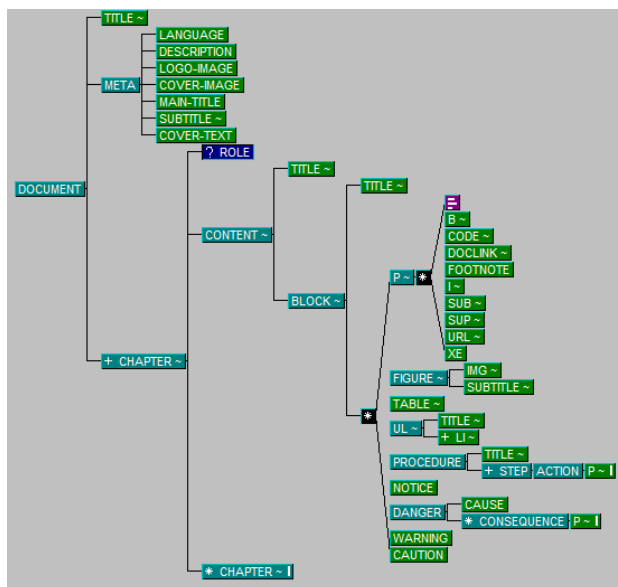 TITLE ~
LANGUAGE
DESCRIPTION
LOGO-IMAGE
META
COVER-IMAGE
MAIN-TITLE
SUBTITLE ~
COVER-TEXT
? ROLE
TITLE ~
TITLE ~
DOCUMENT
B ~
CONTENT ~
CODE ~
DOCLINK ~
FOOTNOTE
P ~ *
I ~
BLOCK ~
SUB ~
SUP ~
URL ~
XE
+ CHAPTER ~
IMG ~
FIGURE ~
SUBTITLE ~
TABLE ~
*
TITLE ~
UL ~
+ LI ~
TITLE ~
PROCEDURE
+ STEP ACTION P ~
NOTICE
CAUSE
DANGER
* CONSEQUENCE P ~
WARNING
CAUTION
* CHAPTER ~